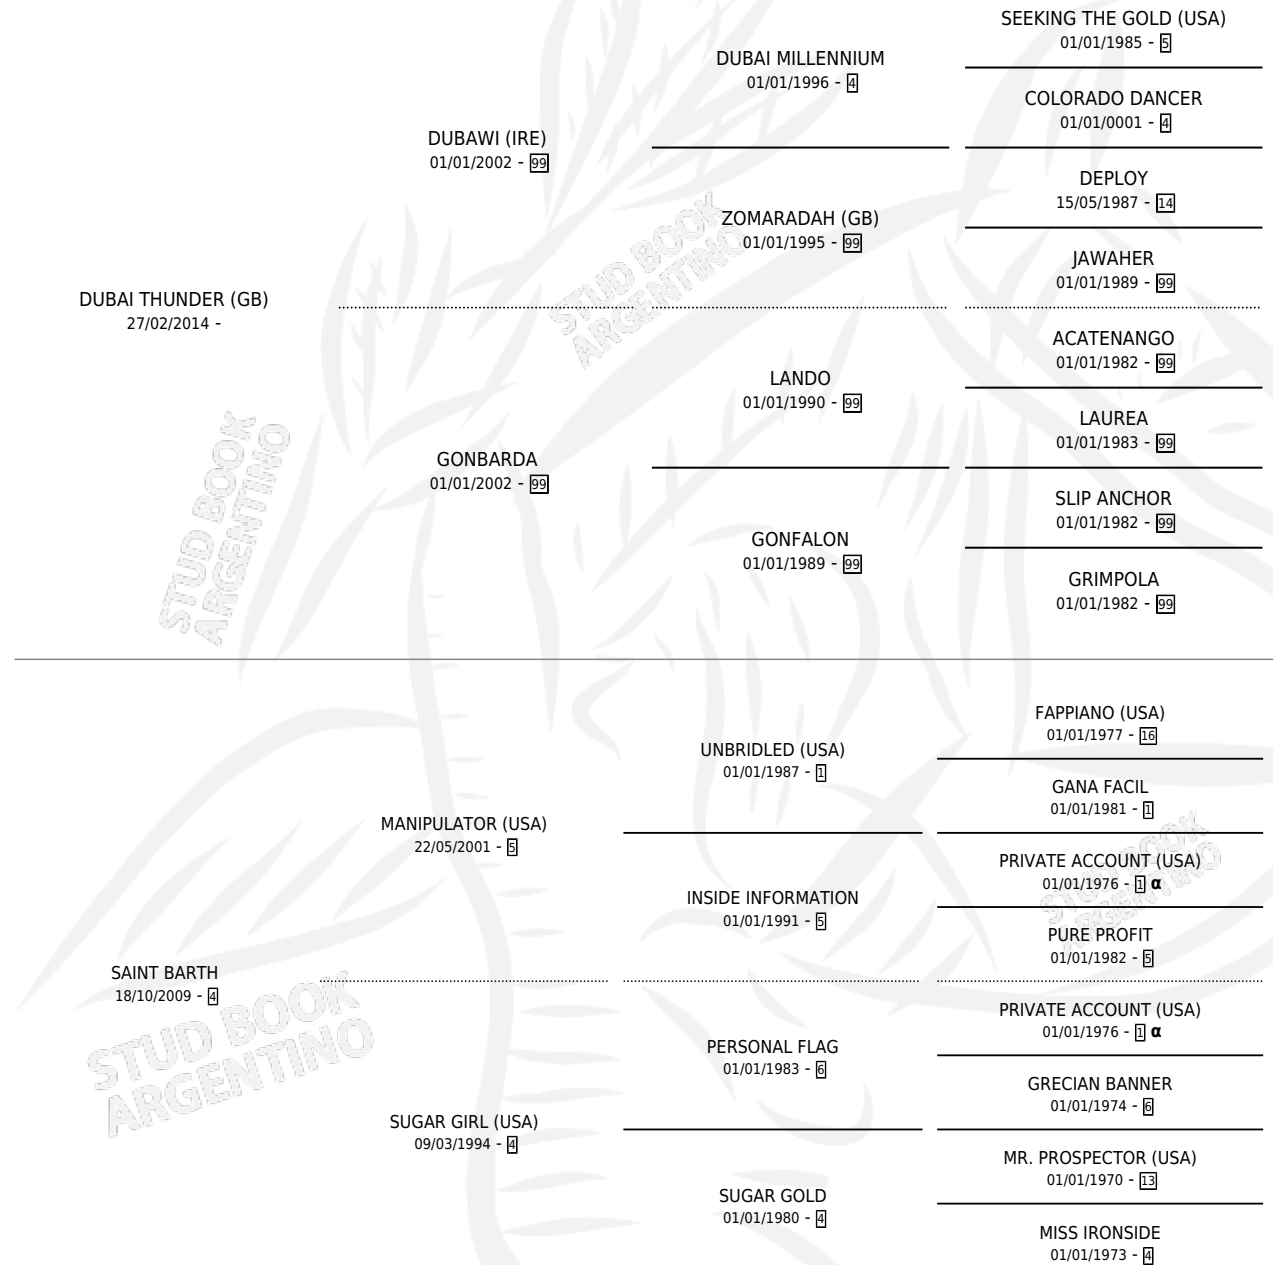 SEEKING THE GOLD (USA)
01/01/1985 - 5
DUBAI MILLENNIUM
01/01/1996 - 4
COLORADO DANCER
01/01/0001 - 4
DUBAWI (IRE)
01/01/2002 - 99
DEPLOY
15/05/1987 - 14
ZOMARADAH (GB)
01/01/1995 - 99
JAWAHER
01/01/1989 - 99
DUBAI THUNDER (GB)
27/02/2014 -
ACATENANGO
01/01/1982 - 99
LANDO
01/01/1990 - 99
LAUREA
01/01/1983 - 99
GONBARDA
01/01/2002 - 99
SLIP ANCHOR
01/01/1982 - 99
GONFALON
01/01/1989 - 99
GRIMPOLA
01/01/1982 - 99
FAPPIANO (USA)
01/01/1977 - 16
UNBRIDLED (USA)
01/01/1987 - 1
GANA FACIL
01/01/1981 - 1
MANIPULATOR (USA)
22/05/2001 - 5
PRIVATE ACCOUNT (USA)
01/01/1976 - 1 α
INSIDE INFORMATION
01/01/1991 - 5
PURE PROFIT
01/01/1982 - 5
SAINT BARTH
18/10/2009 - 4
PRIVATE ACCOUNT (USA)
01/01/1976 - 1 α
PERSONAL FLAG
01/01/1983 - 6
GRECIAN BANNER
01/01/1974 - 6
SUGAR GIRL (USA)
09/03/1994 - 4
MR. PROSPECTOR (USA)
01/01/1970 - 13
SUGAR GOLD
01/01/1980 - 4
MISS IRONSIDE
01/01/1973 - 4
STUD BOOK
ARGENTINO
STUD BOOK
ARGENTINO
STUD BOOK
ARGENTINO
STUD BOOK
ARGENTINO